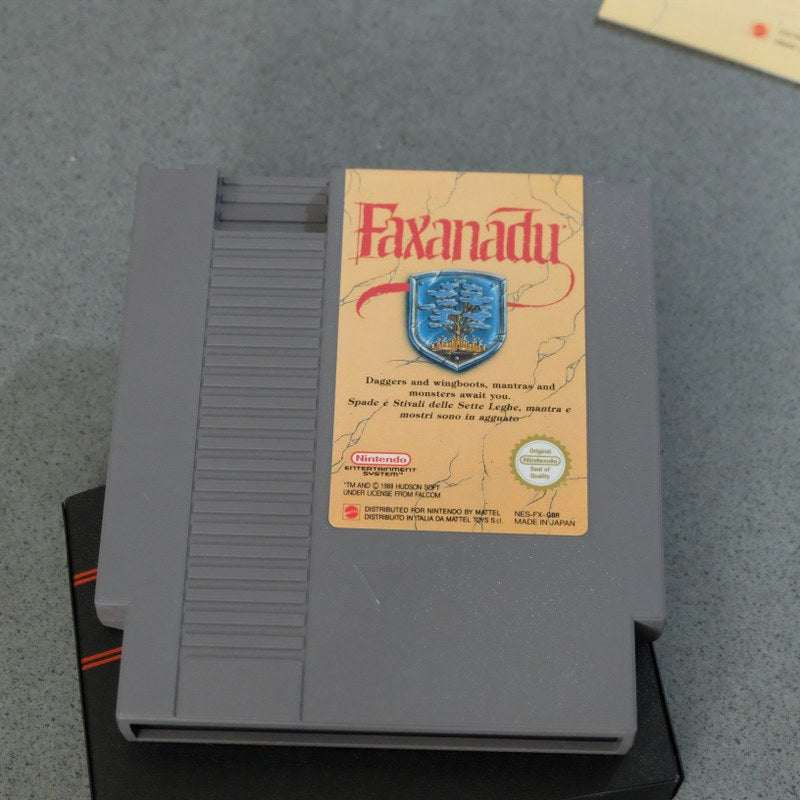 Faxanadu
Daggers and wingboots, mantras and
monsters await you.
Spade e Stivali delle Sette Leghe, mantra e
mostri sono in agguato
Nintendo
ENTERTAINMENT
SYSTEM™
Original
Nintendo
Seal of
Quality
™TM AND © 1988 HUDSON SOFT
UNDER LICENSE FROM FALCOM
DISTRIBUTED FOR NINTENDO BY MATTEL
DISTRIBUITO IN ITALIA DA MATTEL TOYS S.r.l.
NES-FX-GBR
MADE IN JAPAN